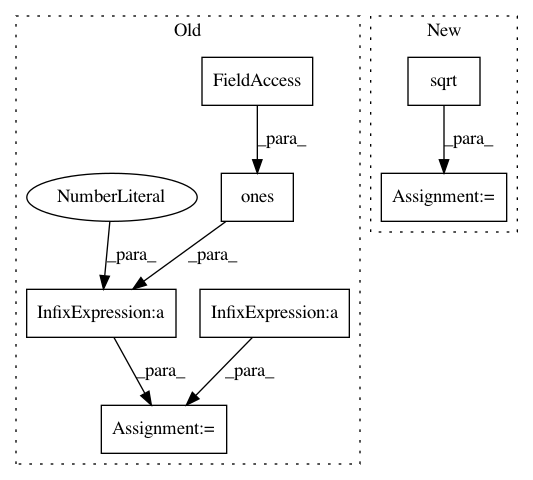 Old
New
FieldAccess
sqrt
_para_
_para_
NumberLiteral
ones
Assignment:=
_para_
_para_
InfixExpression:a
InfixExpression:a
_para_
_para_
Assignment:=